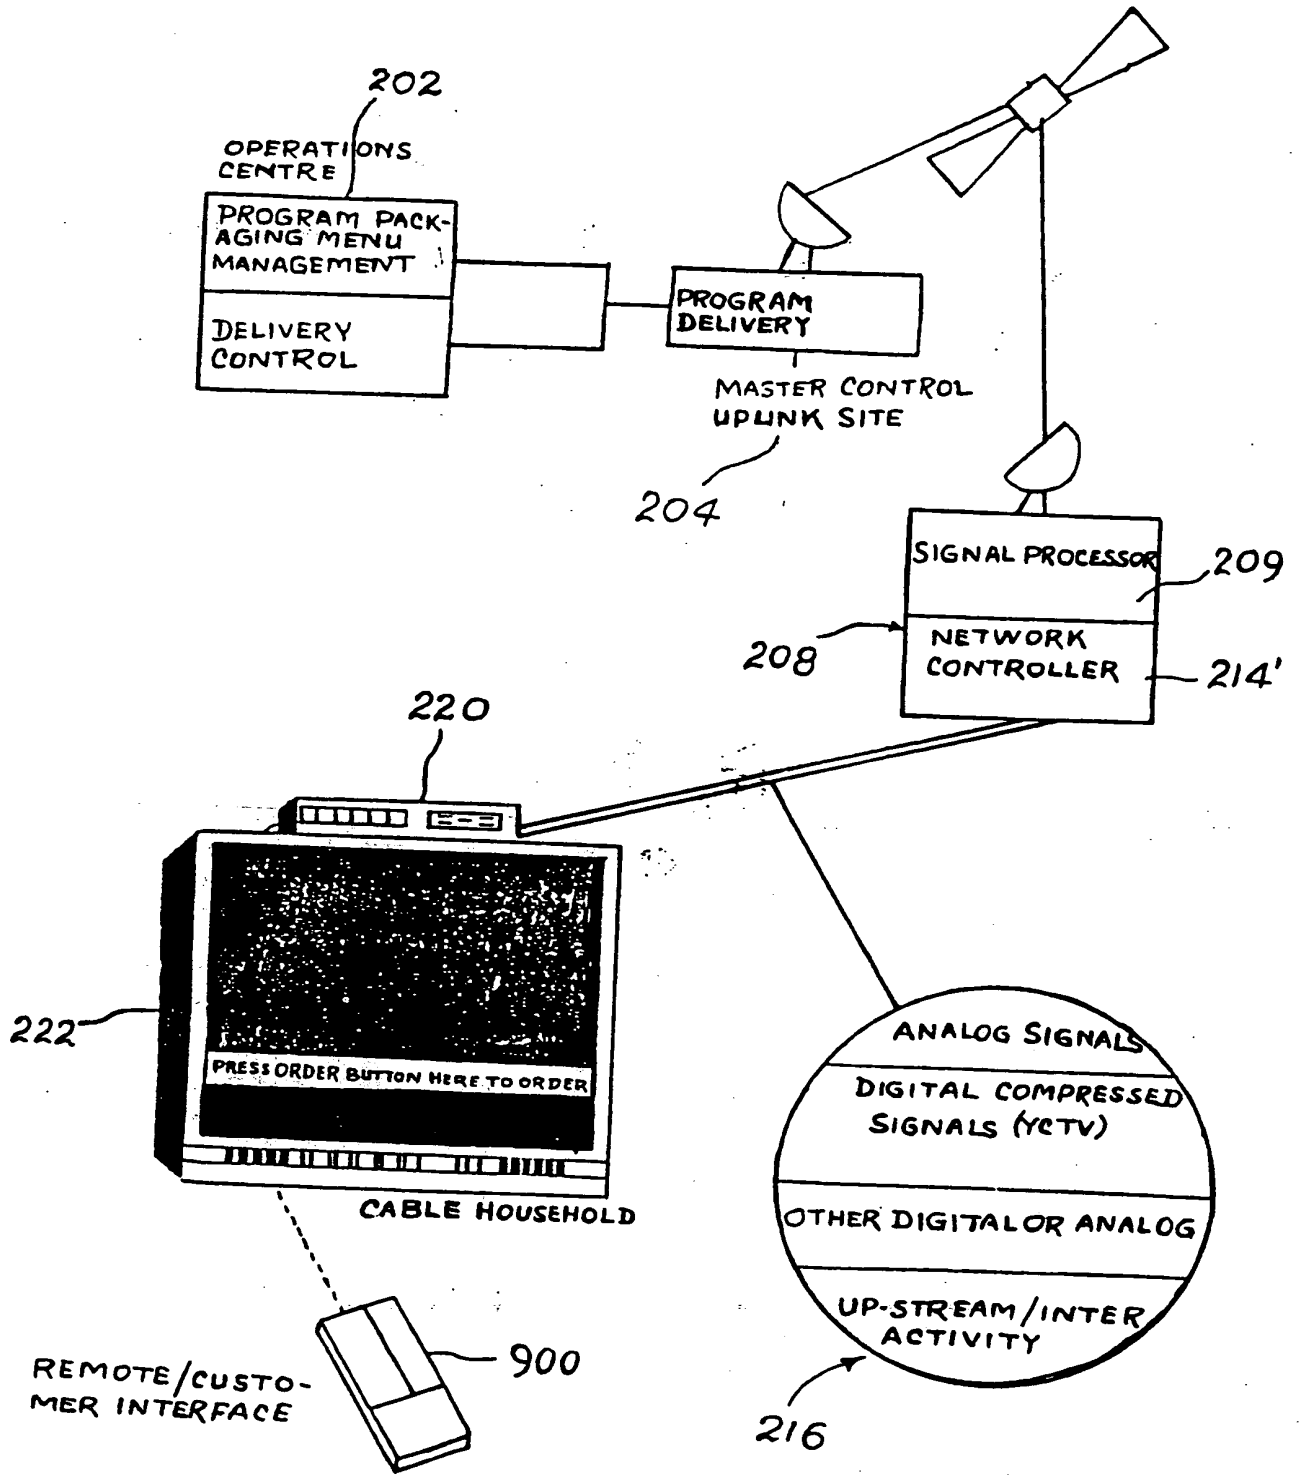 202
OPERATIONS
CENTRE
PROGRAM PACK-
AGING MENU
MANAGEMENT
DELIVERY
CONTROL
PROGRAM
DELIVERY
MASTER CONTROL
UPLINK SITE
204
SIGNAL PROCESSOR
209
NETWORK
CONTROLLER
208
214'
220
222
PRESS ORDER BUTTON HERE TO ORDER
CABLE HOUSEHOLD
ANALOG SIGNALS
DIGITAL COMPRESSED
SIGNALS (YCTV)
OTHER DIGITAL OR ANALOG
UP-STREAM/INTER
ACTIVITY
216
900
REMOTE/CUSTO-
MER INTERFACE